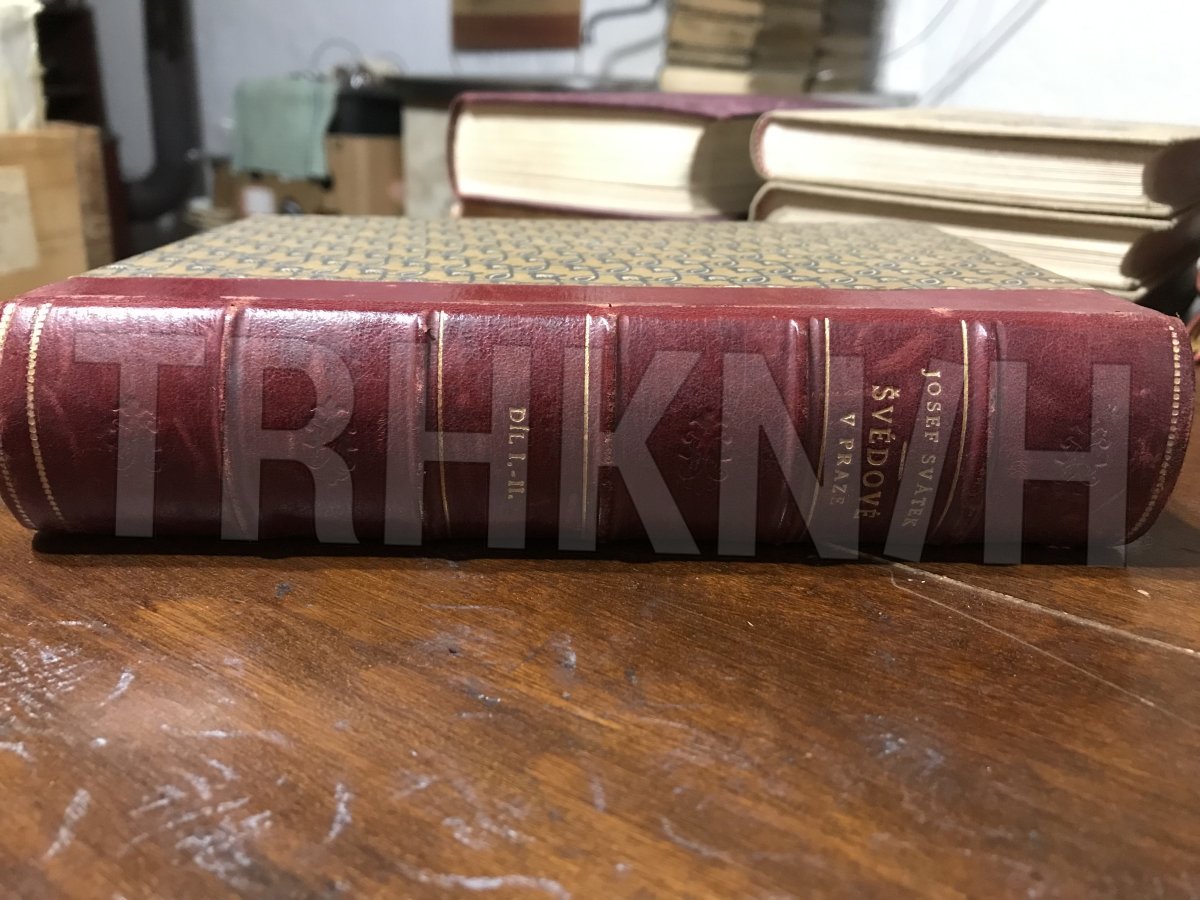 JOSEF SVÁTEK
ŠVÉDOVÉ
V PRAZE
DÍL I.-II.
TRHKNIH